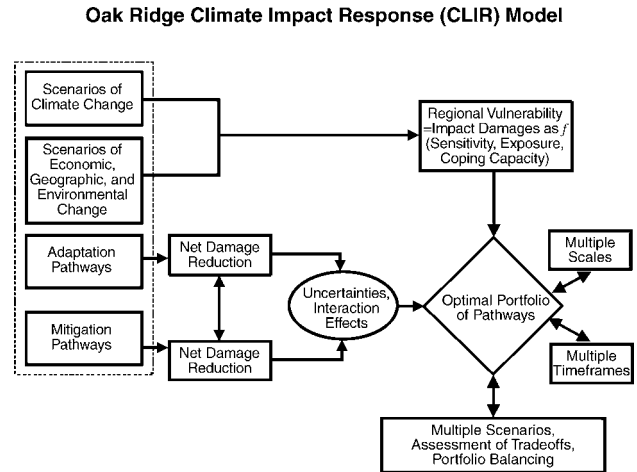 Oak Ridge Climate Impact Response (CLIR) Model
Scenarios of
Climate Change
Scenarios of
Economic,
Geographic, and
Environmental
Change
Adaptation
Pathways
Mitigation
Pathways
Net Damage
Reduction
Net Damage
Reduction
Uncertainties,
Interaction
Effects
Regional Vulnerability
=Impact Damages as f
(Sensitivity, Exposure,
Coping Capacity)
Optimal Portfolio
of Pathways
Multiple
Scales
Multiple
Timeframes
Multiple Scenarios,
Assessment of Tradeoffs,
Portfolio Balancing